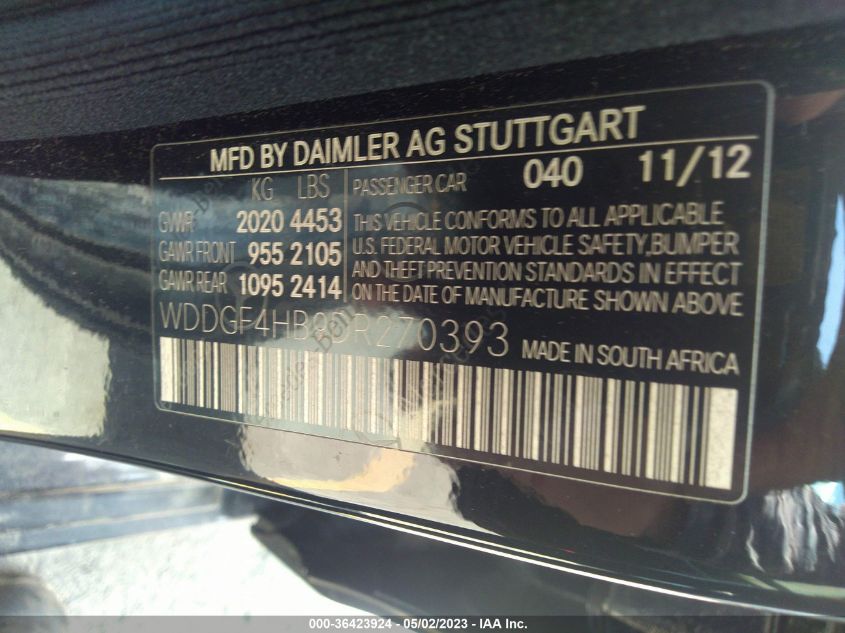 MFD BY DAIMLER AG STUTTGART
KG LBS PASSENGER CAR 040 11/12
GVWR 2020 4453
GAWR FRONT 955 2105
GAWR REAR 1095 2414
THIS VEHICLE CONFORMS TO ALL APPLICABLE
U.S. FEDERAL MOTOR VEHICLE SAFETY,BUMPER
AND THEFT PREVENTION STANDARDS IN EFFECT
ON THE DATE OF MANUFACTURE SHOWN ABOVE
WDDGF4HB9DR270393 MADE IN SOUTH AFRICA
000-36423924 - 05/02/2023 - IAA Inc.